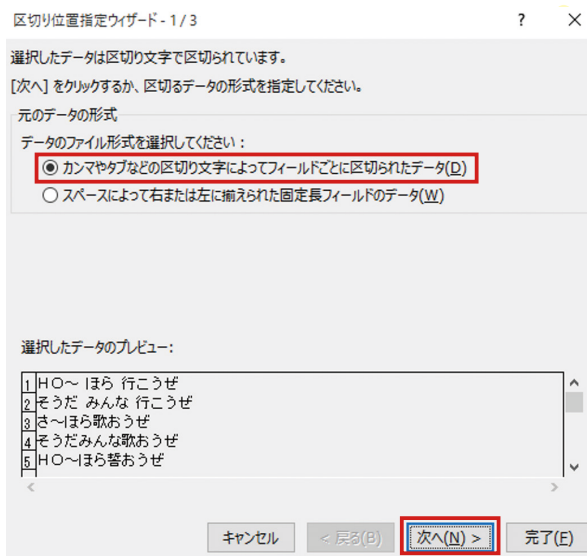 区切り位置指定ウィザード - 1 / 3 ? ×
選択したデータは区切り文字で区切られています。
[次へ] をクリックするか、区切るデータの形式を指定してください。
元のデータの形式
データのファイル形式を選択してください:
カンマやタブなどの区切り文字によってフィールドごとに区切られたデータ(D)
スペースによって右または左に揃えられた固定長フィールドのデータ(W)
選択したデータのプレビュー:
1 HO～ ほら 行こうぜ
2 そうだ みんな 行こうぜ
3 さ～ほら歌おうぜ
4 そうだみんな歌おうぜ
5 HO～ほら誓おうぜ
キャンセル < 戻る(B) 次へ(N) > 完了(F)